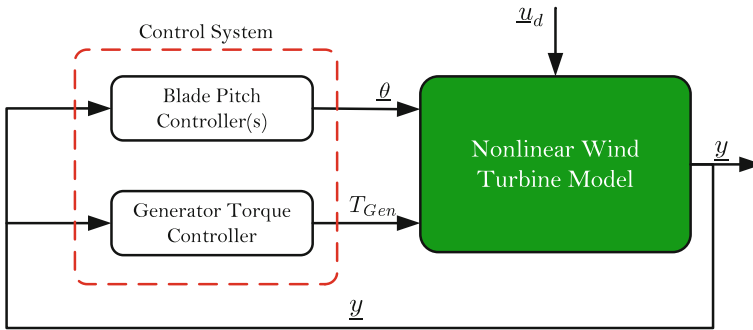 Control System
u_d
Blade Pitch
Controller(s)
θ
Nonlinear Wind
Turbine Model
y
Generator Torque
Controller
T_Gen
y